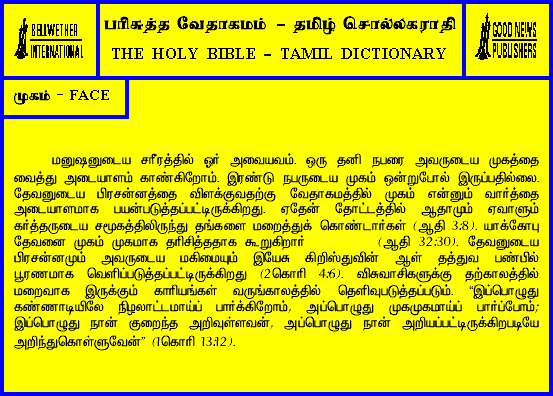 BELLWETHER
INTERNATIONAL
பரிசுத்த வேதாகமம் - தமிழ் சொல்லகராதி
THE HOLY BIBLE - TAMIL DICTIONARY
GOOD NEWS
PUBLISHERS
முகம் - FACE
மனுஷனுடைய சரீரத்தில் ஓர் அவையவம். ஒரு தனி நபரை அவருடைய முகத்தை
வைத்து அடையாளம் காண்கிறோம். இரண்டு நபருடைய முகம் ஒன்றுபோல் இருப்பதில்லை.
தேவனுடைய பிரசன்னத்தை விளக்குவதற்கு வேதாகமத்தில் முகம் என்னும் வார்த்தை
அடையாளமாக பயன்படுத்தப்பட்டிருக்கிறது. ஏதேன் தோட்டத்தில் ஆதாமும் ஏவாளும்
கர்த்தருடைய சமூகத்திலிருந்து தங்களை மறைத்துக் கொண்டார்கள் (ஆதி 3:8). யாக்கோபு
தேவனை முகம் முகமாக தரிசித்ததாக கூறுகிறார் (ஆதி 32:30). தேவனுடைய
பிரசன்னமும் அவருடைய மகிமையும் இயேசு கிறிஸ்துவின் ஆள் தத்துவ பண்பில்
பூரணமாக வெளிப்படுத்தப்பட்டிருக்கிறது (2கொரி 4:6). விசுவாசிகளுக்கு தற்காலத்தில்
மறைவாக இருக்கும் காரியங்கள் வருங்காலத்தில் தெளிவுபடுத்தப்படும். "இப்பொழுது
கண்ணாடியிலே நிழலாட்டமாய்ப் பார்க்கிறோம், அப்பொழுது முகமுகமாய்ப் பார்ப்போம்;
இப்பொழுது நான் குறைந்த அறிவுள்ளவன், அப்பொழுது நான் அறியப்பட்டிருக்கிறபடியே
அறிந்துகொள்ளுவேன்" (1கொரி 13:12).